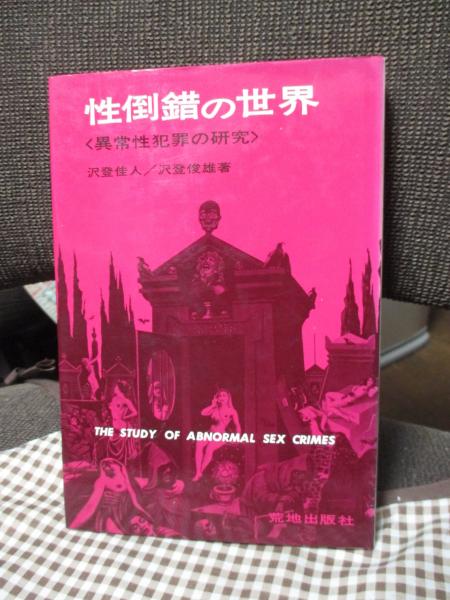 性倒錯の世界
<異常性犯罪の研究>
沢登佳人／沢登俊雄著
THE STUDY OF ABNORMAL SEX CRIMES
荒地出版社